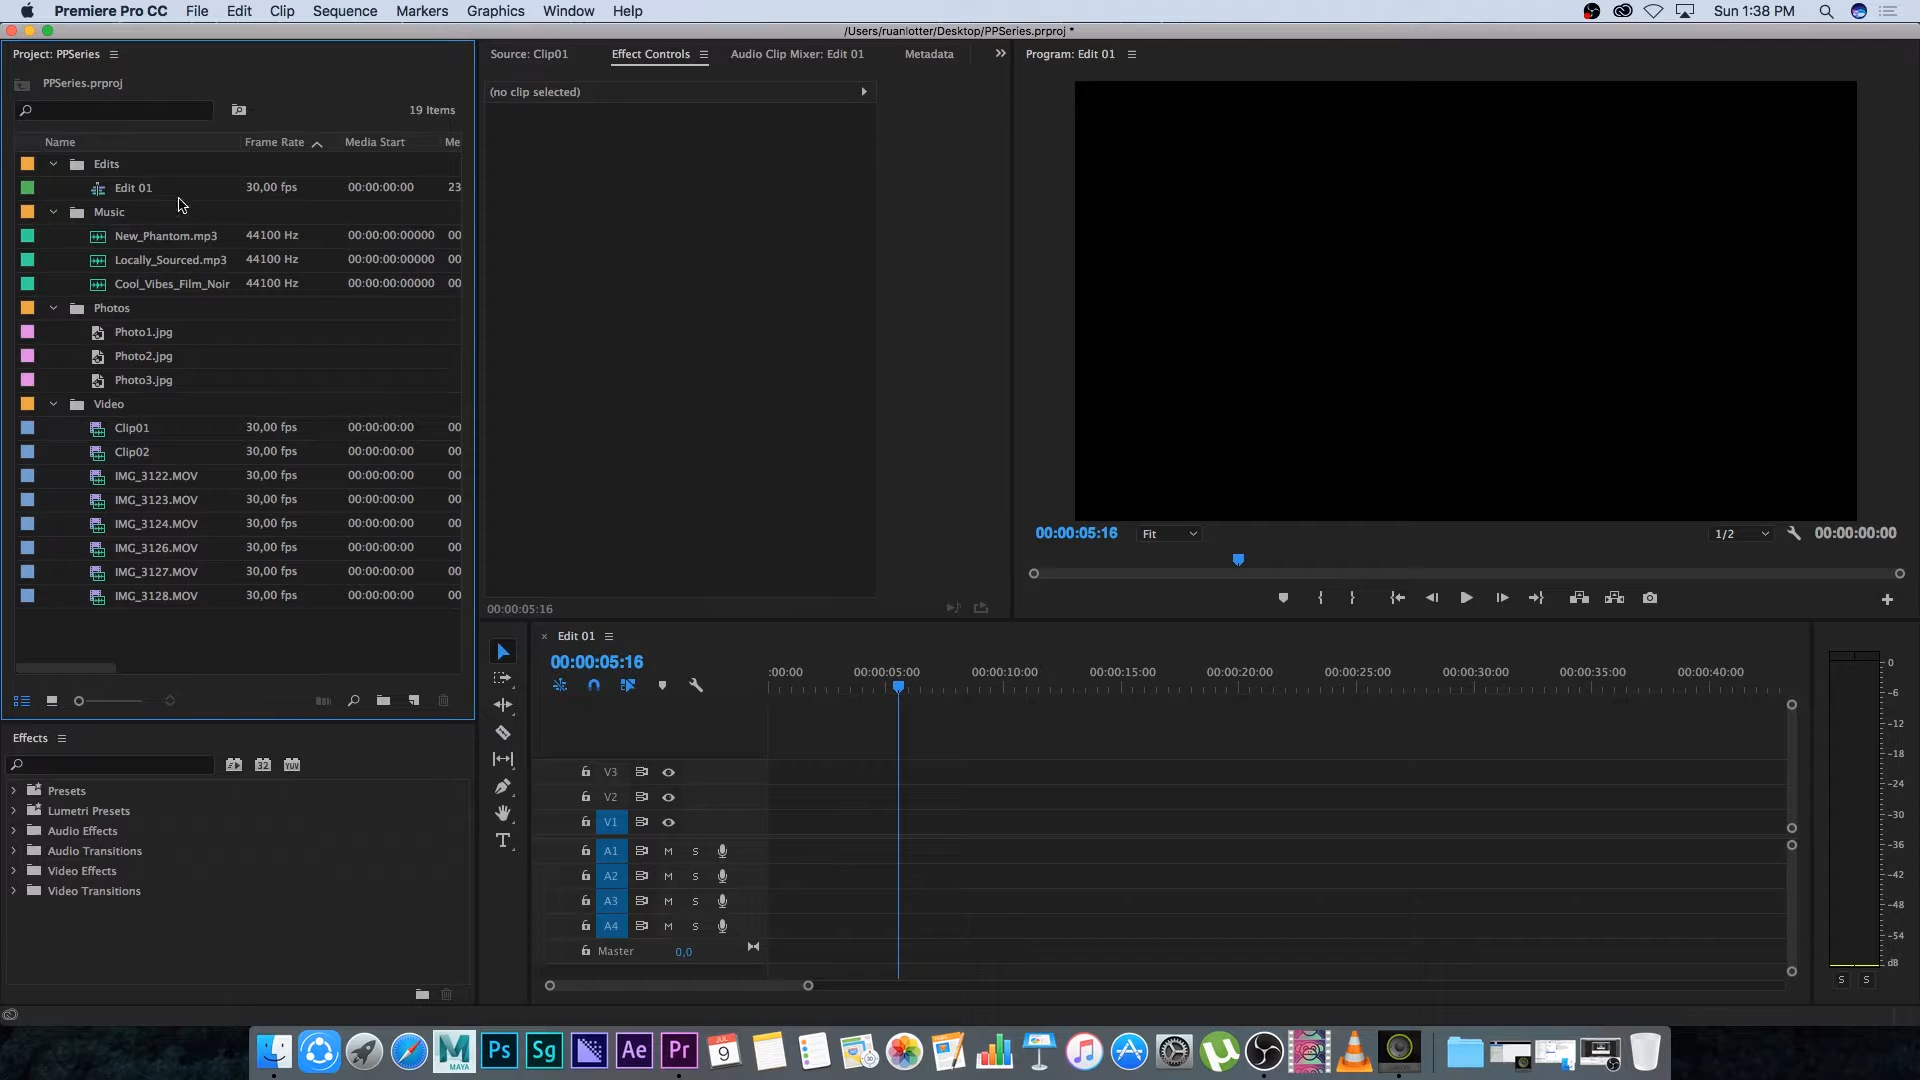 Premiere Pro CC File Edit Clip Sequence Markers Graphics Window Help Sun 1:38 PM
/Users/ruanlotter/Desktop/PPSeries.prproj *
Project: PPSeries
PPSeries.prproj
19 Items
Name Frame Rate Media Start Me
Edits
Edit 01 30,00 fps 00:00:00:00 23
Music
New_Phantom.mp3 44100 Hz 00:00:00:00000 00
Locally_Sourced.mp3 44100 Hz 00:00:00:00000 00
Cool_Vibes_Film_Noir 44100 Hz 00:00:00:00000 00
Photos
Photo1.jpg
Photo2.jpg
Photo3.jpg
Video
Clip01 30,00 fps 00:00:00:00 00
Clip02 30,00 fps 00:00:00:00 00
IMG_3122.MOV 30,00 fps 00:00:00:00 00
IMG_3123.MOV 30,00 fps 00:00:00:00 00
IMG_3124.MOV 30,00 fps 00:00:00:00 00
IMG_3126.MOV 30,00 fps 00:00:00:00 00
IMG_3127.MOV 30,00 fps 00:00:00:00 00
IMG_3128.MOV 30,00 fps 00:00:00:00 00
Source: Clip01 Effect Controls Audio Clip Mixer: Edit 01 Metadata
(no clip selected)
00:00:05:16
Program: Edit 01
00:00:05:16 Fit 1/2 00:00:00:00
Effects
32 YUV
Presets
Lumetri Presets
Audio Effects
Audio Transitions
Video Effects
Video Transitions
Edit 01
00:00:05:16
:00:00 00:00:05:00 00:00:10:00 00:00:15:00 00:00:20:00 00:00:25:00 00:00:30:00 00:00:35:00 00:00:40:00
V3
V2
V1
A1 M S
A2 M S
A3 M S
A4 M S
Master 0,0
0
-6
-12
-18
-24
-30
-36
-42
-48
-54
dB
S S
MAYA Ps Sg Ae Pr JUL 9